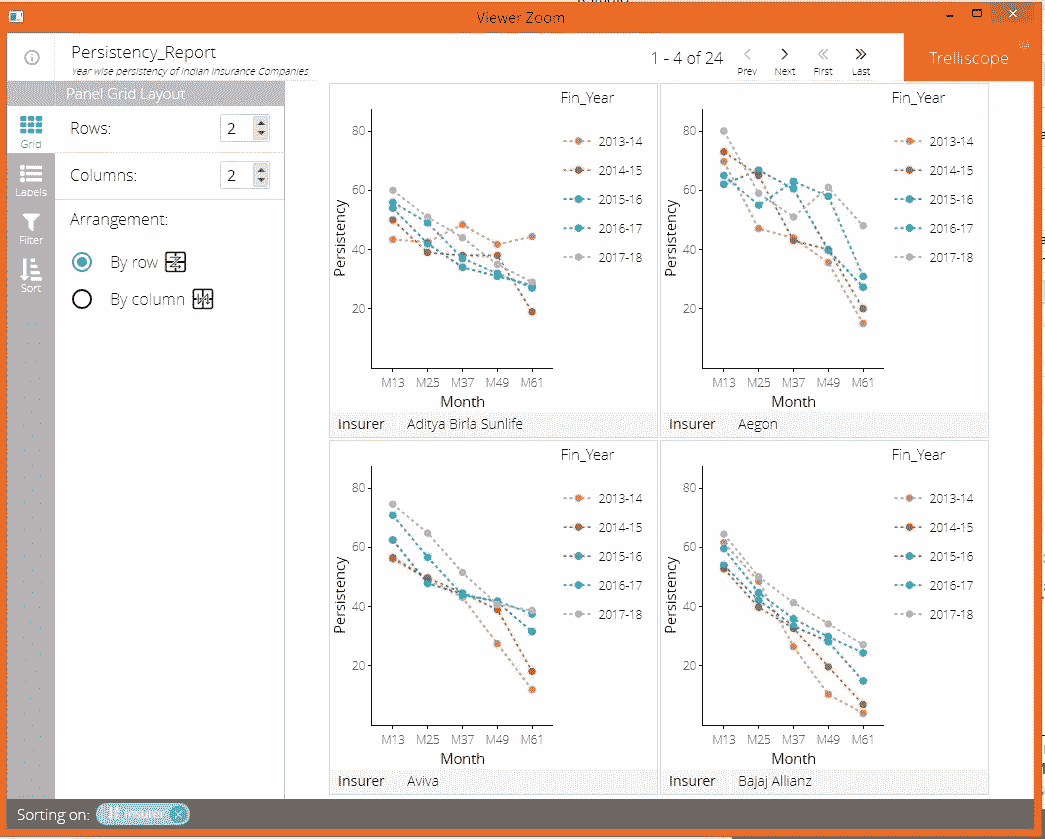 Viewer Zoom
Persistency_Report
Year wise persistency of Indian Insurance Companies
1 - 4 of 24
Prev
Next
First
Last
Trelliscope
Panel Grid Layout
Grid
Labels
Filter
Sort
Rows:
2
Columns:
2
Arrangement:
By row
By column
Fin_Year
2013-14
2014-15
2015-16
2016-17
2017-18
Persistency
80
60
40
20
M13 M25 M37 M49 M61
Month
Insurer Aditya Birla Sunlife
Fin_Year
2013-14
2014-15
2015-16
2016-17
2017-18
Persistency
80
60
40
20
M13 M25 M37 M49 M61
Month
Insurer Aegon
Fin_Year
2013-14
2014-15
2015-16
2016-17
2017-18
Persistency
80
60
40
20
M13 M25 M37 M49 M61
Month
Insurer Aviva
Fin_Year
2013-14
2014-15
2015-16
2016-17
2017-18
Persistency
80
60
40
20
M13 M25 M37 M49 M61
Month
Insurer Bajaj Allianz
Sorting on: Insurer